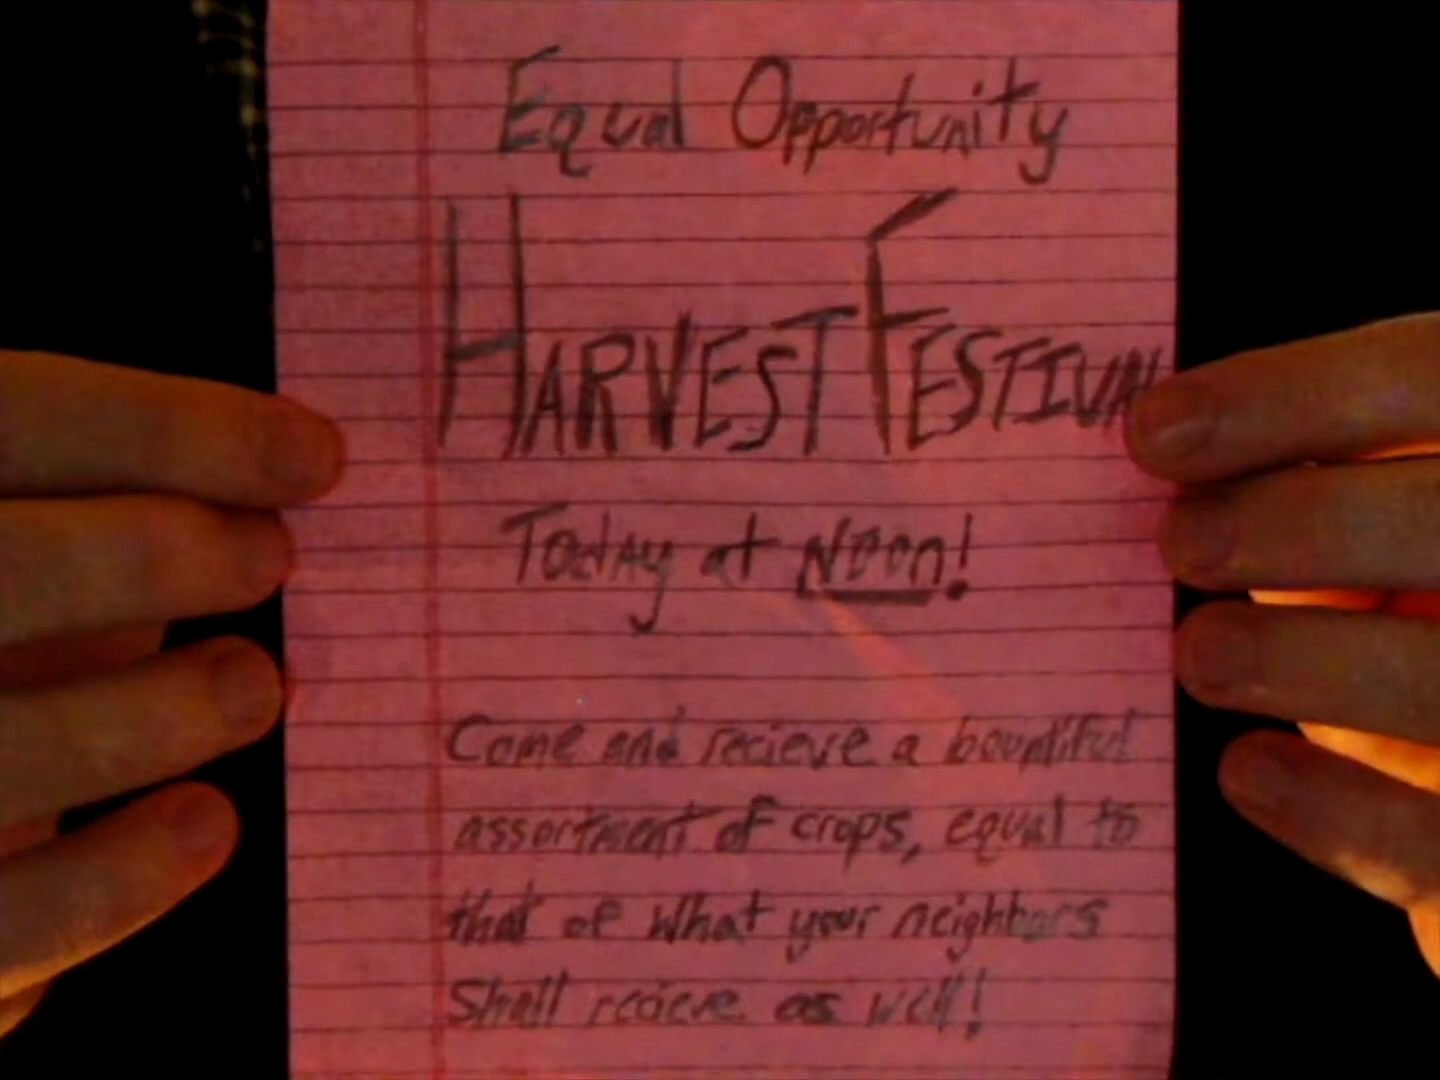 Equal Opportunity
HARVEST FESTIVAL
Today at Noon!
Come and recieve a bountiful
assortment of crops, equal to
that of what your neighbors
Shall recieve as well!